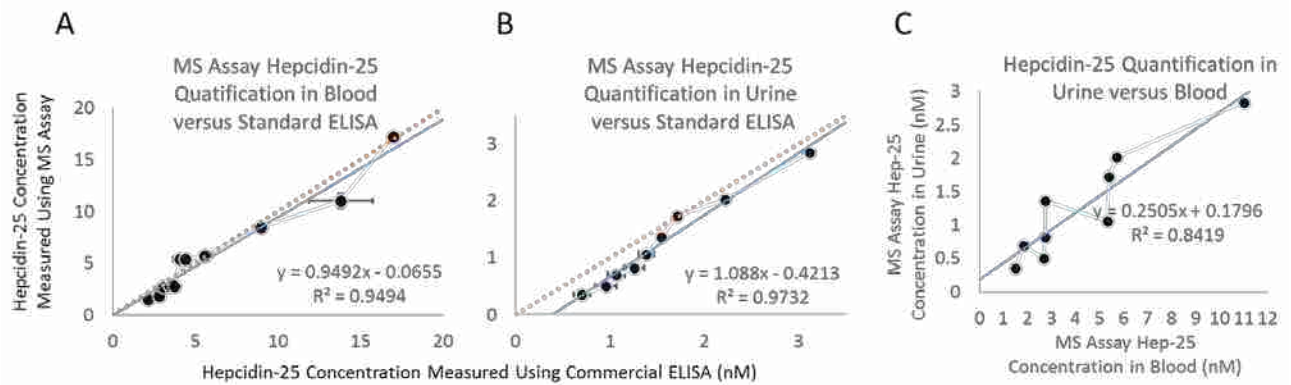 A
MS Assay Hepcidin-25
Quatification in Blood
versus Standard ELISA
Hepcidin-25 Concentration
Measured Using MS Assay
20
15
10
5
0
y = 0.9492x - 0.0655
R² = 0.9494
0 5 10 15 20
B
MS Assay Hepcidin-25
Quantification in Urine
versus Standard ELISA
3
2
1
0
y = 1.088x - 0.4213
R² = 0.9732
0 1 2 3
Hepcidin-25 Concentration Measured Using Commercial ELISA (nM)
C
Hepcidin-25 Quantification in
Urine versus Blood
MS Assay Hep-25
Concentration in Urine (nM)
3
2.5
2
1.5
1
0.5
0
y = 0.2505x + 0.1796
R² = 0.8419
0 1 2 3 4 5 6 7 8 9 10 11 12
MS Assay Hep-25
Concentration in Blood (nM)